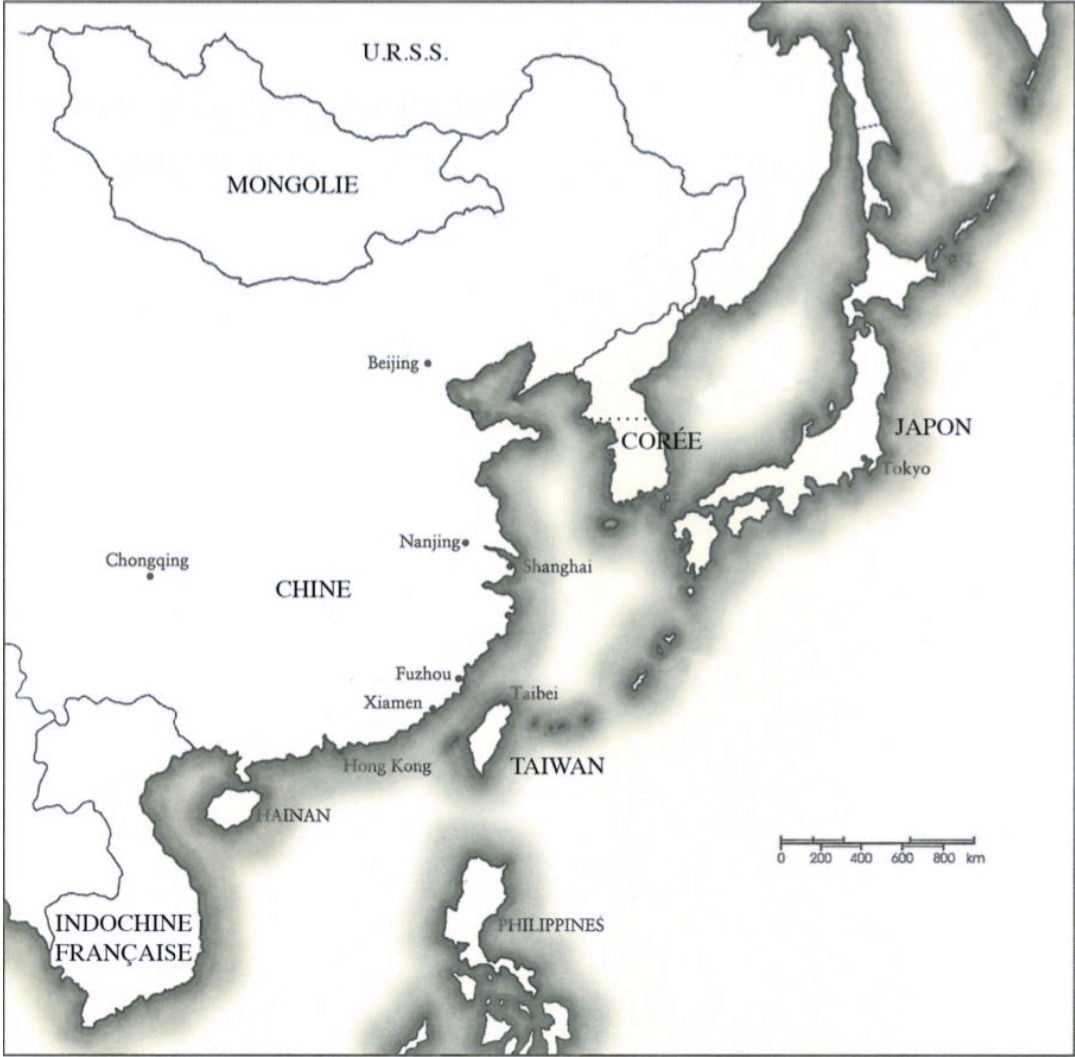 U.R.S.S.
MONGOLIE
Beijing
CORÉE
JAPON
Tokyo
Nanjing
Chongqing
Shanghai
CHINE
Fuzhou
Taibei
Xiamen
Hong Kong
TAIWAN
HAINAN
0 200 400 600 800 km
INDOCHINE
FRANÇAISE
PHILIPPINES